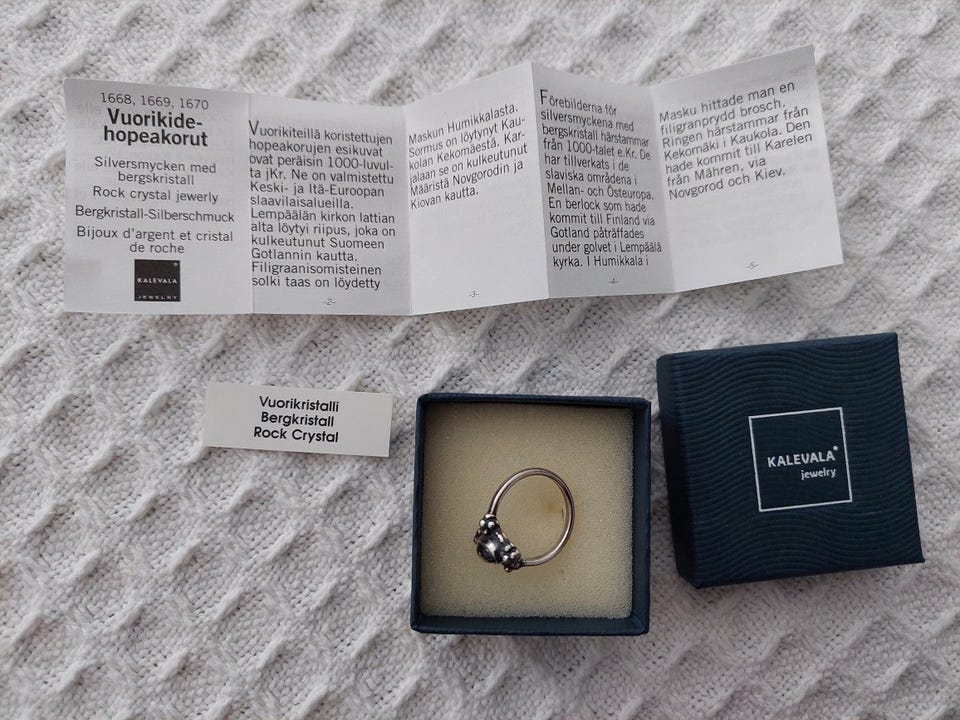 1668, 1669, 1670
Vuorikide-
hopeakorut
Silversmycken med
bergskristall
Rock crystal jewerly
Bergkristall-Silberschmuck
Bijoux d'argent et cristal
de roche
KALEVALA
JEWELRY
Vuorikiteillä koristettujen
hopeakorujen esikuvat
ovat peräisin 1000-luvul-
ta jKr. Ne on valmistettu
Keski- ja Itä-Euroopan
slaavilaisalueilla.
Lempäälän kirkon lattian
alta löytyi riipus, joka on
kulkeutunut Suomeen
Gotlannin kautta.
Filigraanisomisteinen
solki taas on löydetty
-2-
Maskun Humikkalasta.
Sormus on löytynyt Kau-
kolan Kekomäestä. Kar-
jalaan se on kulkeutunut
Määristä Novgorodin ja
Kiovan kautta.
-3-
Förebilderna för
silversmyckena med
bergskristall härstammar
från 1000-talet e.Kr. De
har tillverkats i de
slaviska områdena i
Mellan- och Östeuropa.
En berlock som hade
kommit till Finland via
Gotland påträffades
under golvet i Lempäälä
kyrka. I Humikkala i
-4-
Masku hittade man en
filigranprydd brosch.
Ringen härstammar från
Kekomäki i Kaukola. Den
hade kommit till Karelen
från Mähren, via
Novgorod och Kiev.
-5-
Vuorikristalli
Bergkristall
Rock Crystal
KALEVALA
jewelry